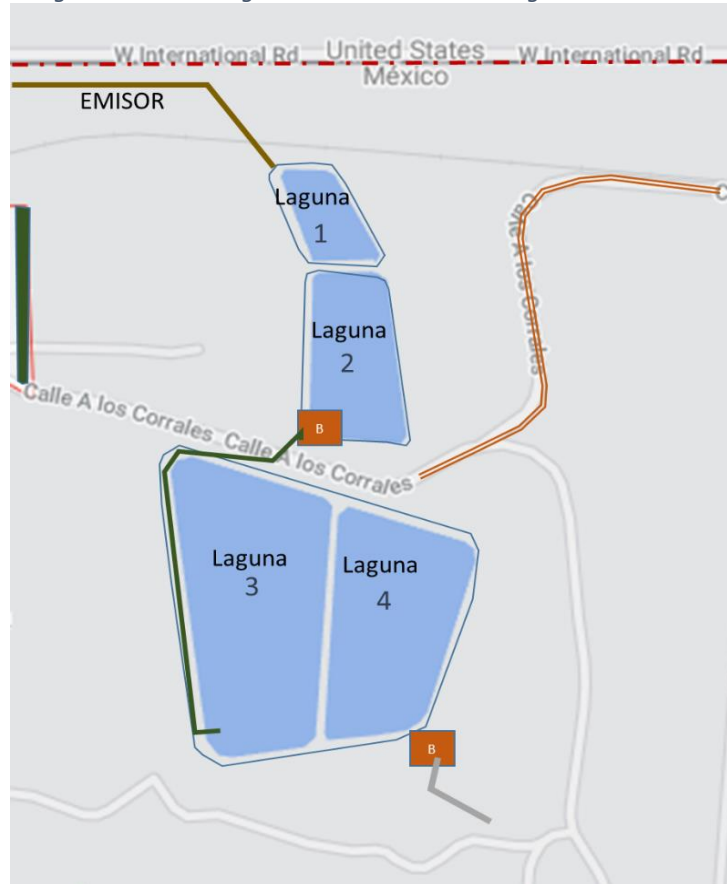 W. International Rd United States W. International Rd
México
EMISOR
Laguna
1
Calle A los Corrales
Laguna
2
B
Calle A los Corrales Calle A los Corrales
Laguna
3
Laguna
4
B